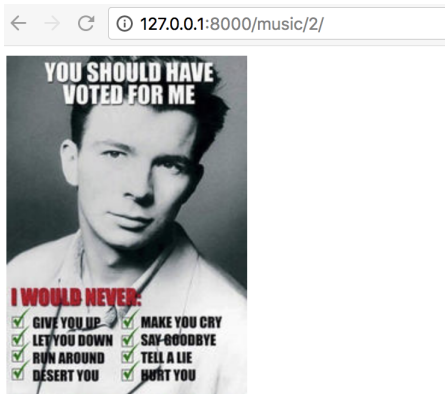 127.0.0.1:8000/music/2/
YOU SHOULD HAVE
VOTED FOR ME
I WOULD NEVER:
GIVE YOU UP
LET YOU DOWN
RUN AROUND
DESERT YOU
MAKE YOU CRY
SAY GOODBYE
TELL A LIE
HURT YOU